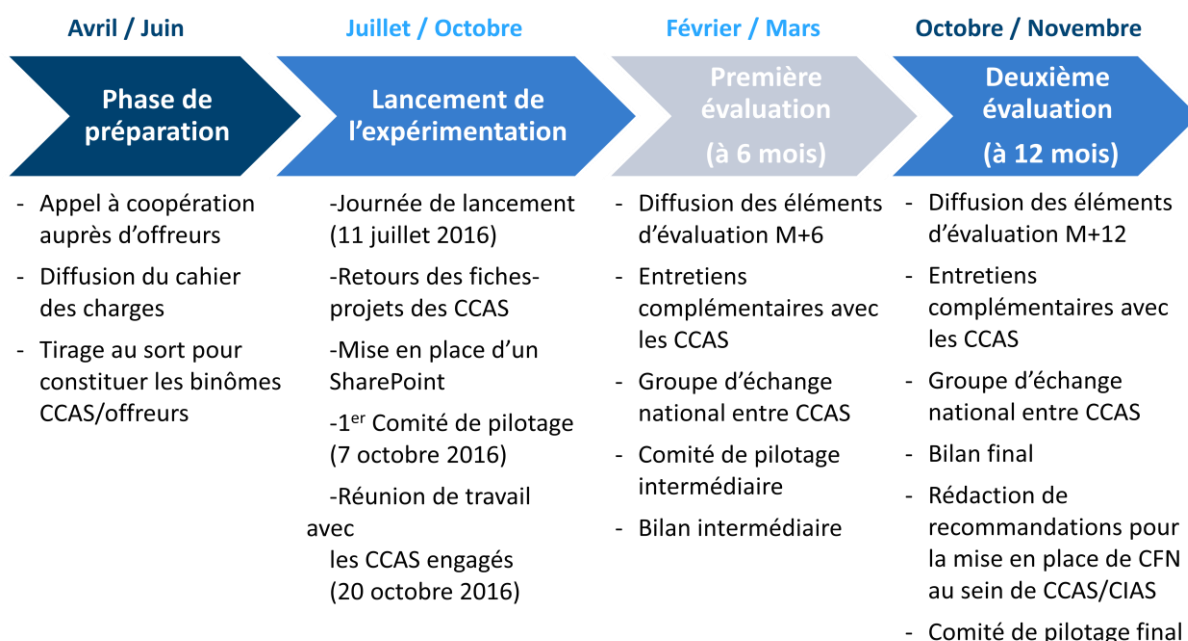 Avril / Juin
Juillet / Octobre
Février / Mars
Octobre / Novembre
Phase de
préparation
Lancement de
l'expérimentation
Première
évaluation
(à 6 mois)
Deuxième
évaluation
(à 12 mois)
- Appel à coopération
auprès d'offreurs
- Diffusion du cahier
des charges
- Tirage au sort pour
constituer les binômes
CCAS/offreurs
-Journée de lancement
(11 juillet 2016)
-Retours des fiches-
projets des CCAS
-Mise en place d'un
SharePoint
-1er Comité de pilotage
(7 octobre 2016)
-Réunion de travail
avec
les CCAS engagés
(20 octobre 2016)
- Diffusion des éléments
d'évaluation M+6
- Entretiens
complémentaires avec
les CCAS
- Groupe d'échange
national entre CCAS
- Comité de pilotage
intermédiaire
- Bilan intermédiaire
- Diffusion des éléments
d'évaluation M+12
- Entretiens
complémentaires avec
les CCAS
- Groupe d'échange
national entre CCAS
- Bilan final
- Rédaction de
recommandations pour
la mise en place de CFN
au sein de CCAS/CIAS
- Comité de pilotage final